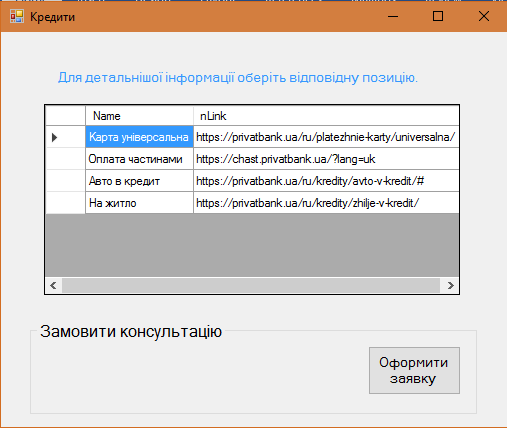 Кредити
Для детальнішої інформації оберіть відповідну позицію.
Name nLink
Карта універсальна https://privatbank.ua/ru/platezhnie-karty/universalna/
Оплата частинами https://chast.privatbank.ua/?lang=uk
Авто в кредит https://privatbank.ua/ru/kredity/avto-v-kredit/#
На житло https://privatbank.ua/ru/kredity/zhilje-v-kredit/
Замовити консультацію
Оформити
заявку